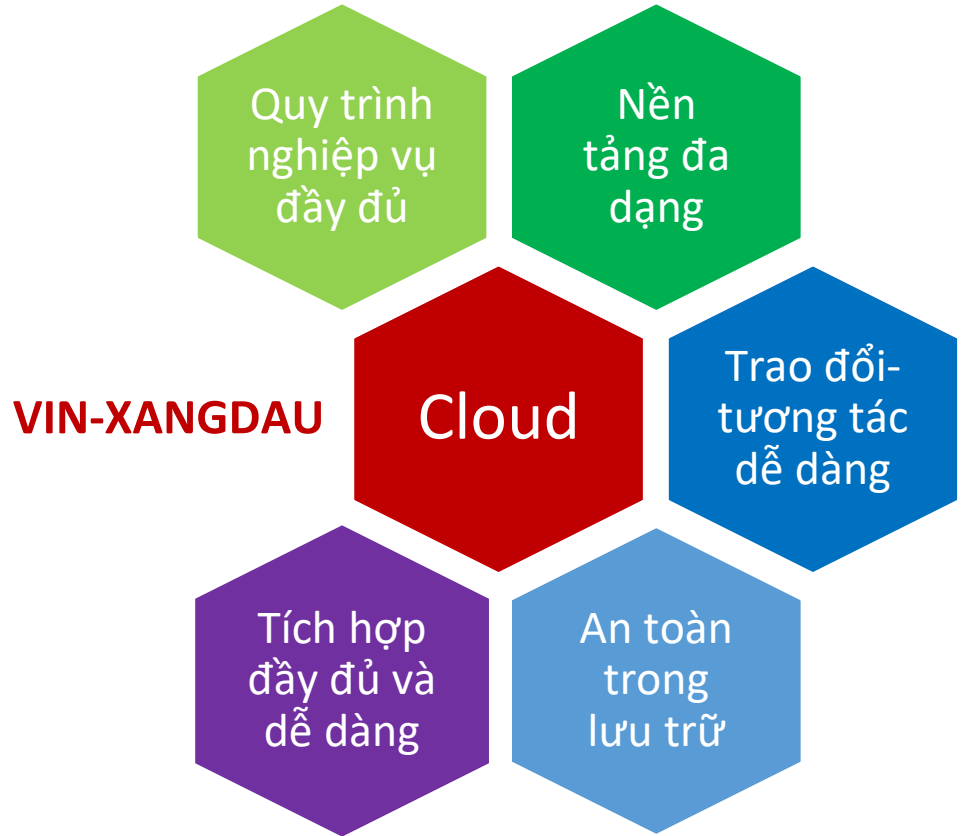 Quy trình
nghiệp vụ
đầy đủ
Nền
tảng đa
dạng
VIN-XANGDAU
Cloud
Trao đổi-
tương tác
dễ dàng
Tích hợp
đầy đủ và
dễ dàng
An toàn
trong
lưu trữ